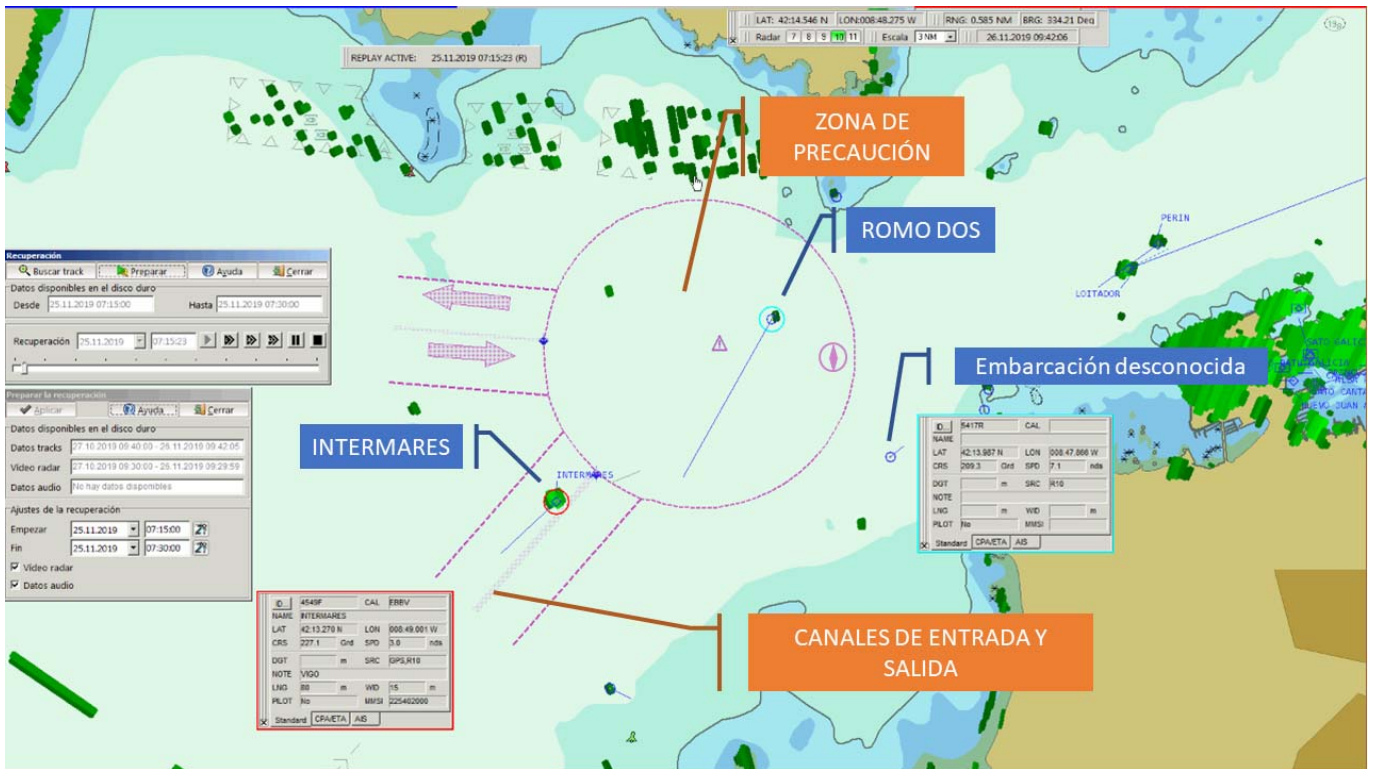 LAT: 42:14.546 N LON:008:48.275 W RNG: 0.585 NM BRG: 334.21 Deg
Radar 7 8 9 10 11 Escala 3 NM 26.11.2019 09:42:06
REPLAY ACTIVE: 25.11.2019 07:15:23 (R)
ZONA DE
PRECAUCIÓN
ROMO DOS
PERIN
LOITADOR
Recuperación
Buscar track Preparar Ayuda Cerrar
Datos disponibles en el disco duro
Desde 25.11.2019 07:15:00 Hasta 25.11.2019 07:30:00
Recuperación 25.11.2019 07:15:23
Embarcación desconocida
Preparar la recuperación
Aplicar Ayuda Cerrar
Datos disponibles en el disco duro
Datos tracks 27.10.2019 09:40:00 - 26.11.2019 09:42:05
Video radar 27.10.2019 09:30:00 - 26.11.2019 09:29:59
Datos audio No hay datos disponibles
Ajustes de la recuperación
Empezar 25.11.2019 07:15:00
Fin 25.11.2019 07:30:00
Video radar
Datos audio
INTERMARES
INTERMARES
ID 5417R CAL
NAME
LAT 42:13.987 N LON 008:47.866 W
CRS 209.3 Grd SPD 7.1 nds
DGT m SRC R10
NOTE
LNG m WID m
PILOT No MMSI
Standard CPA/ETA AIS
ID 4549F CAL EBBV
NAME INTERMARES
LAT 42:13.270 N LON 008:49.001 W
CRS 227.1 Grd SPD 3.0 nds
DGT m SRC GPS,R10
NOTE VIGO
LNG 80 m WID 15 m
PILOT No MMSI 225402000
Standard CPA/ETA AIS
CANALES DE ENTRADA Y
SALIDA